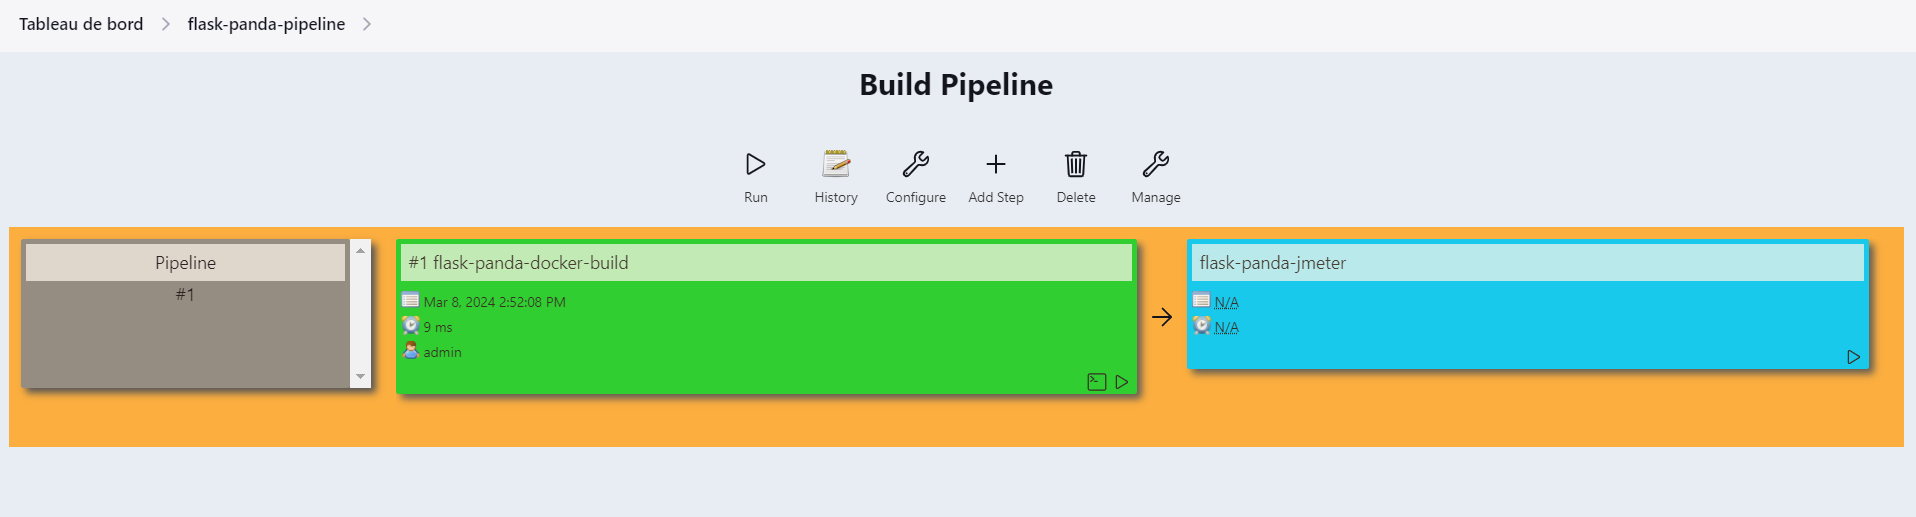 Tableau de bord > flask-panda-pipeline >
Build Pipeline
Run History Configure Add Step Delete Manage
Pipeline
#1
#1 flask-panda-docker-build
Mar 8, 2024 2:52:08 PM
9 ms
admin
flask-panda-jmeter
N/A
N/A